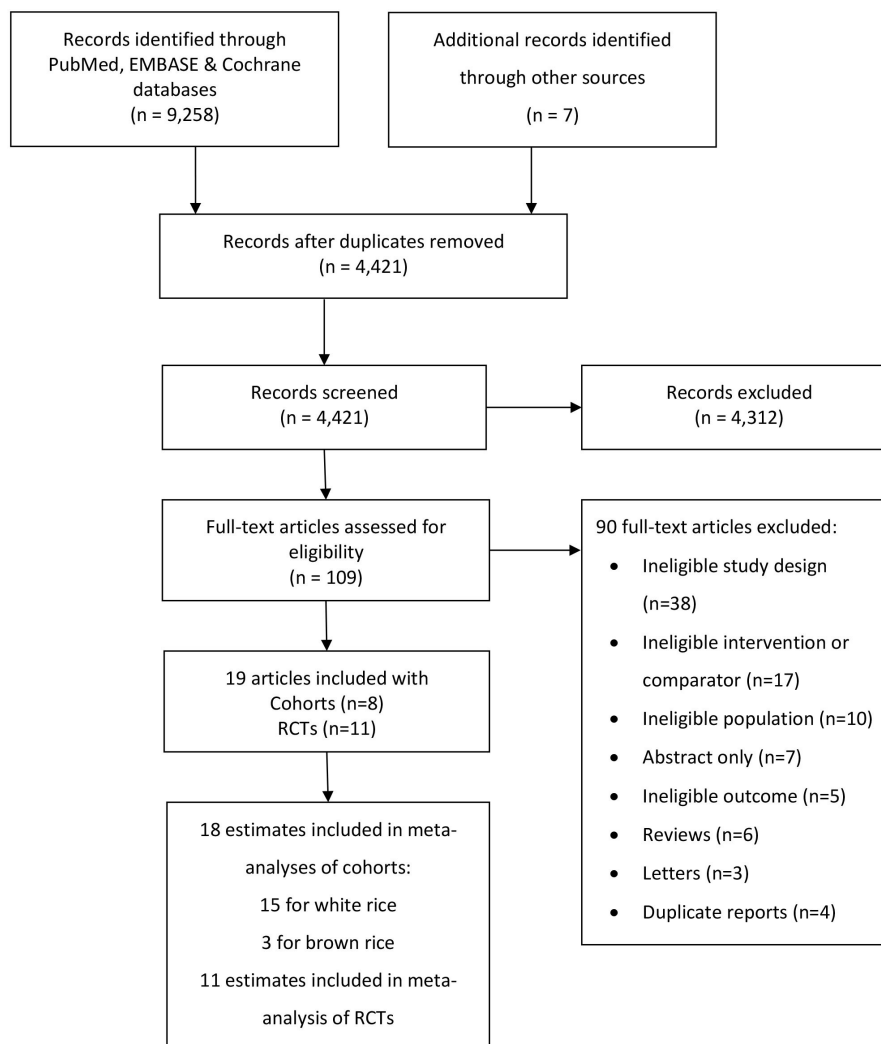 Records identified through
PubMed, EMBASE & Cochrane
databases
(n = 9,258)
Additional records identified
through other sources
(n = 7)
Records after duplicates removed
(n = 4,421)
Records screened
(n = 4,421)
Records excluded
(n = 4,312)
Full-text articles assessed for
eligibility
(n = 109)
90 full-text articles excluded:
• Ineligible study design
(n=38)
• Ineligible intervention or
comparator (n=17)
• Ineligible population (n=10)
• Abstract only (n=7)
• Ineligible outcome (n=5)
• Reviews (n=6)
• Letters (n=3)
• Duplicate reports (n=4)
19 articles included with
Cohorts (n=8)
RCTs (n=11)
18 estimates included in meta-
analyses of cohorts:
15 for white rice
3 for brown rice
11 estimates included in meta-
analysis of RCTs